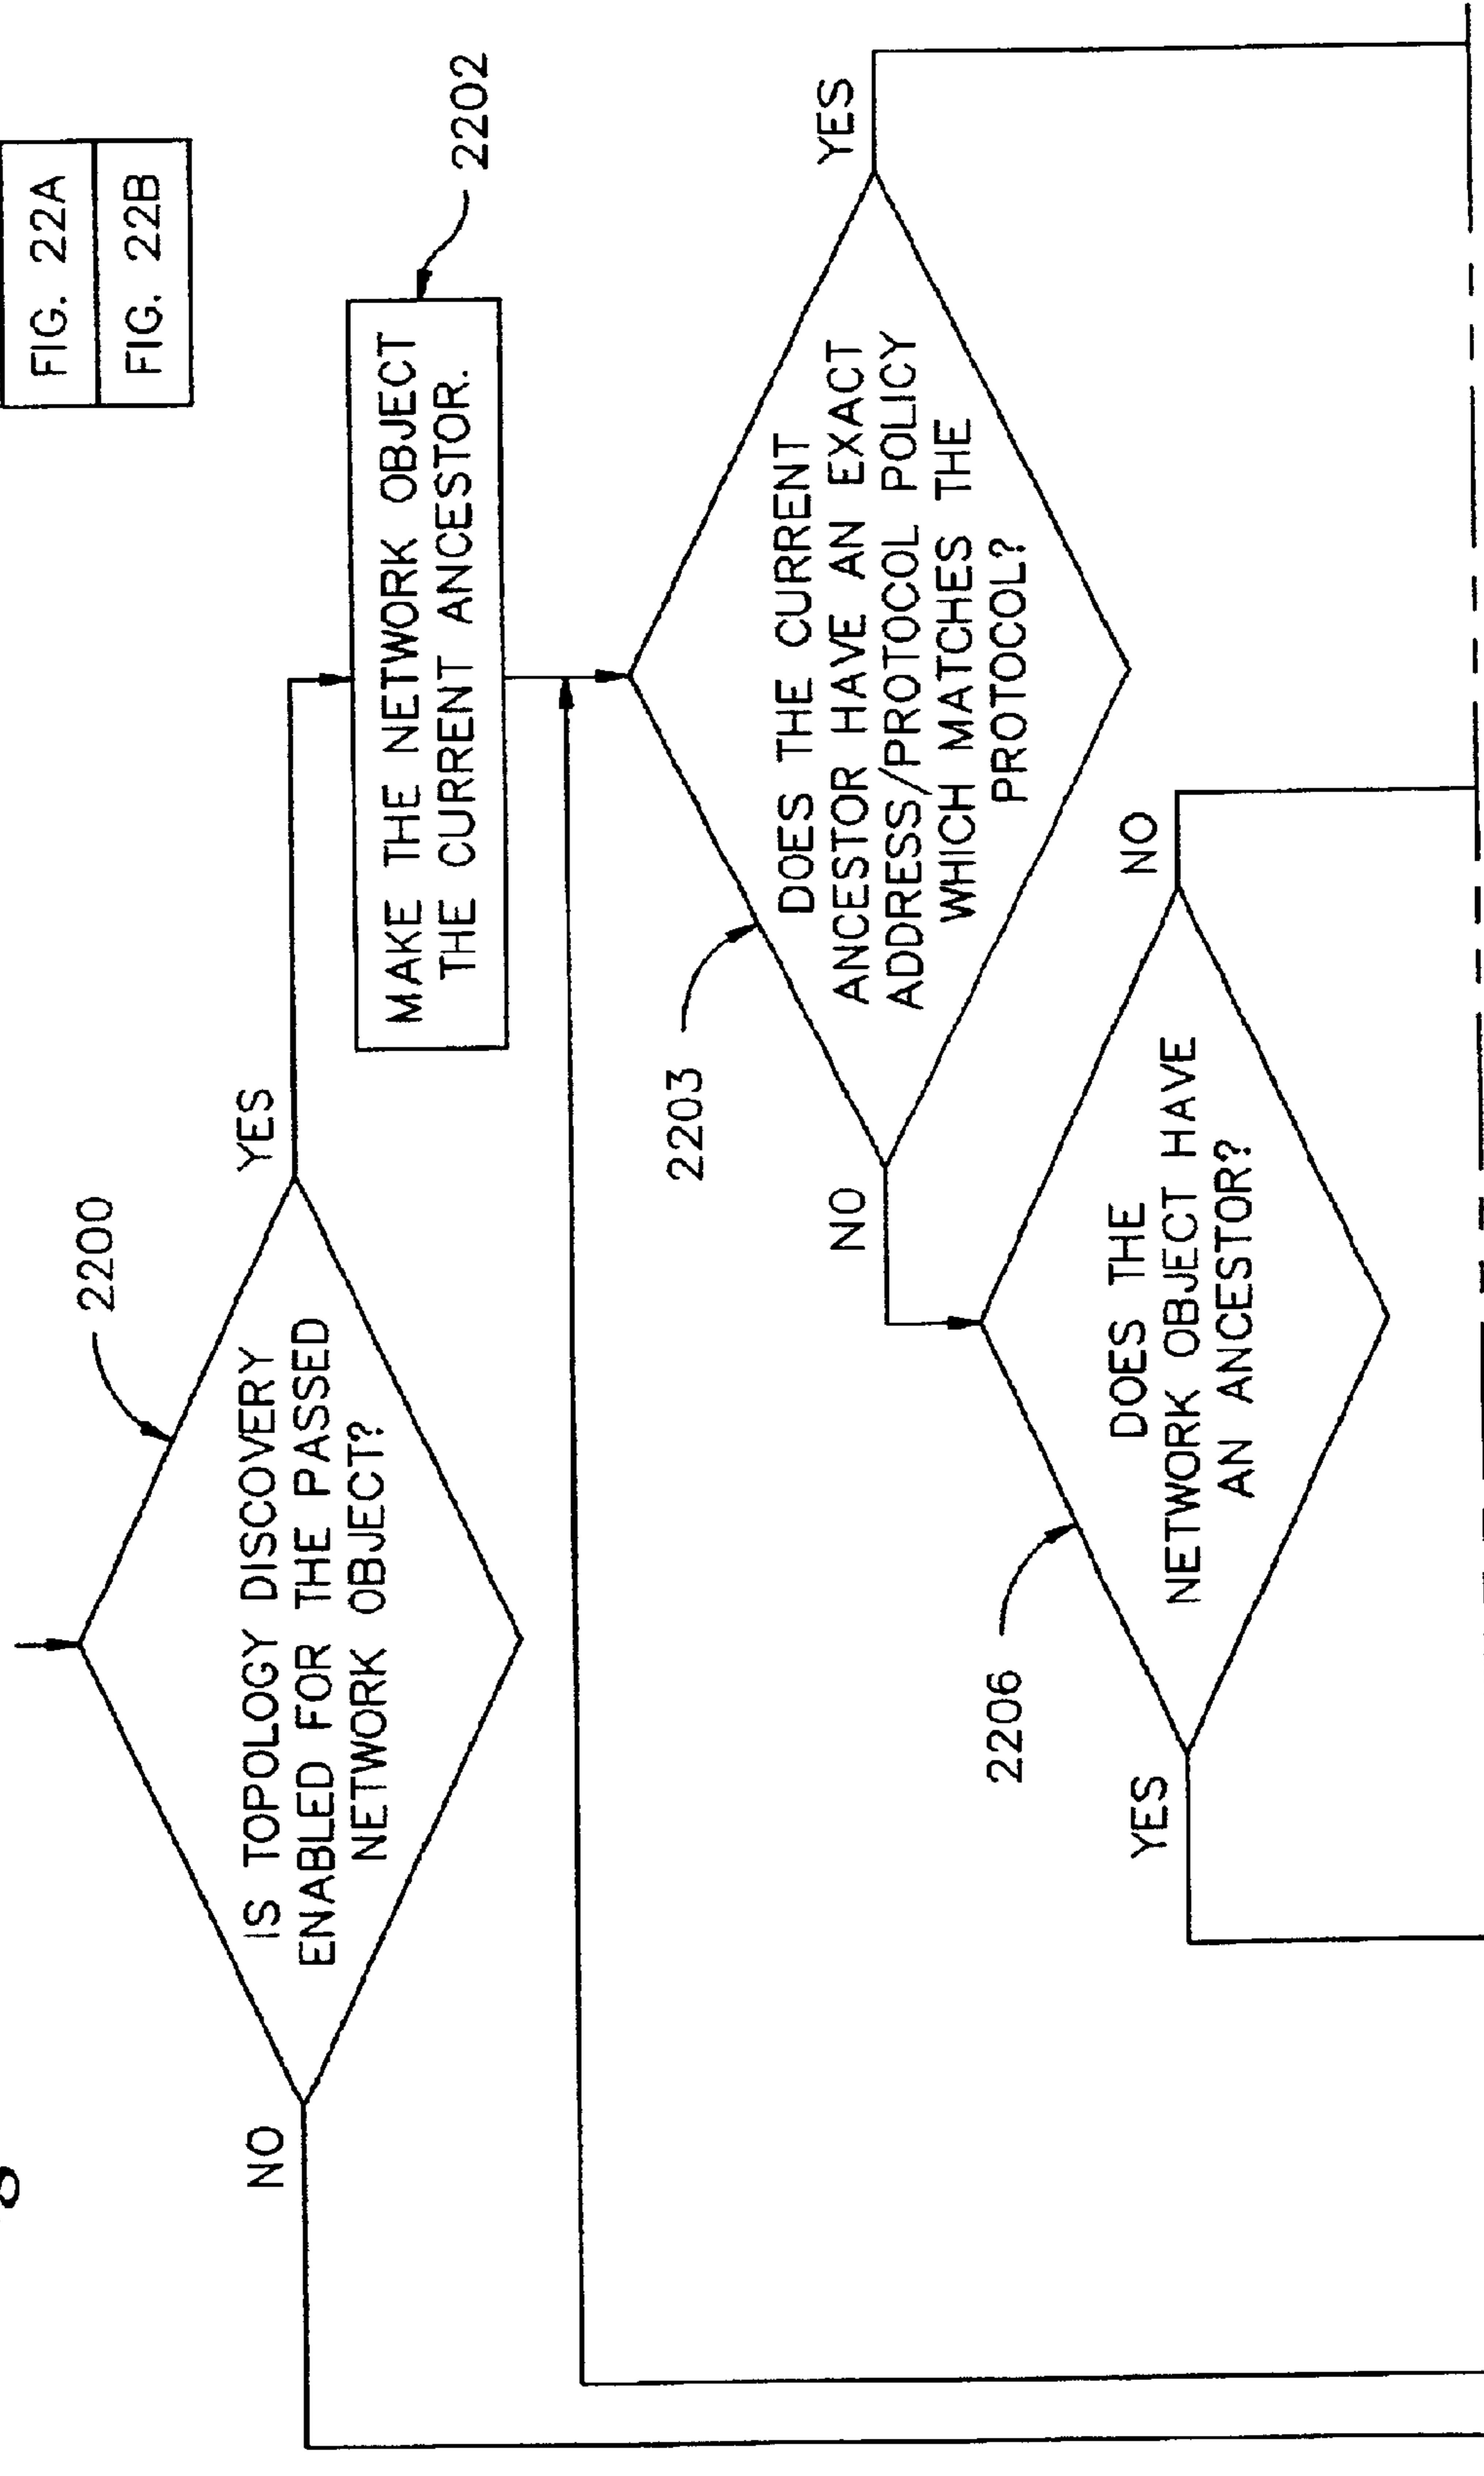 FIG. 22A
FIG. 22B
2200
IS TOPOLOGY DISCOVERY
ENABLED FOR THE PASSED
NETWORK OBJECT?
NO
YES
MAKE THE NETWORK OBJECT
THE CURRENT ANCESTOR.
2202
2203
DOES THE CURRENT
ANCESTOR HAVE AN EXACT
ADDRESS/PROTOCOL POLICY
WHICH MATCHES THE
PROTOCOL?
NO
YES
2206
DOES THE
NETWORK OBJECT HAVE
AN ANCESTOR?
YES
NO